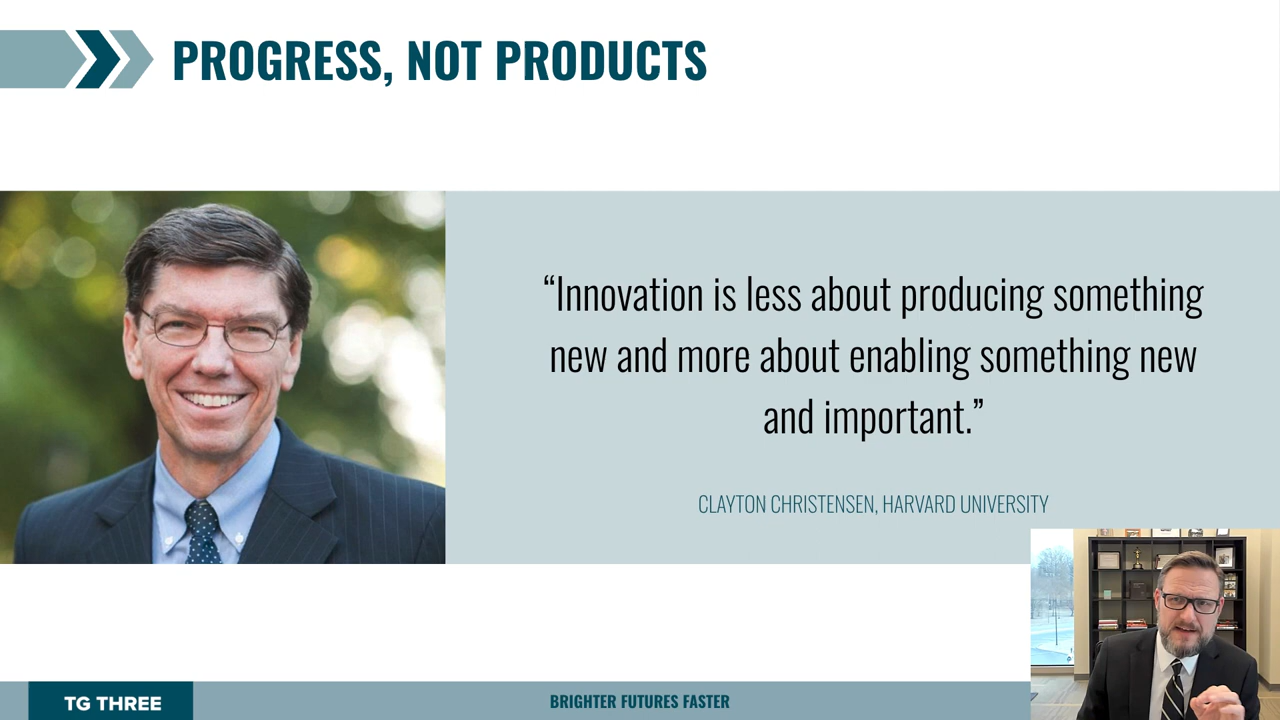 PROGRESS, NOT PRODUCTS
“Innovation is less about producing something
new and more about enabling something new
and important.”
CLAYTON CHRISTENSEN, HARVARD UNIVERSITY
TG THREE
BRIGHTER FUTURES FASTER